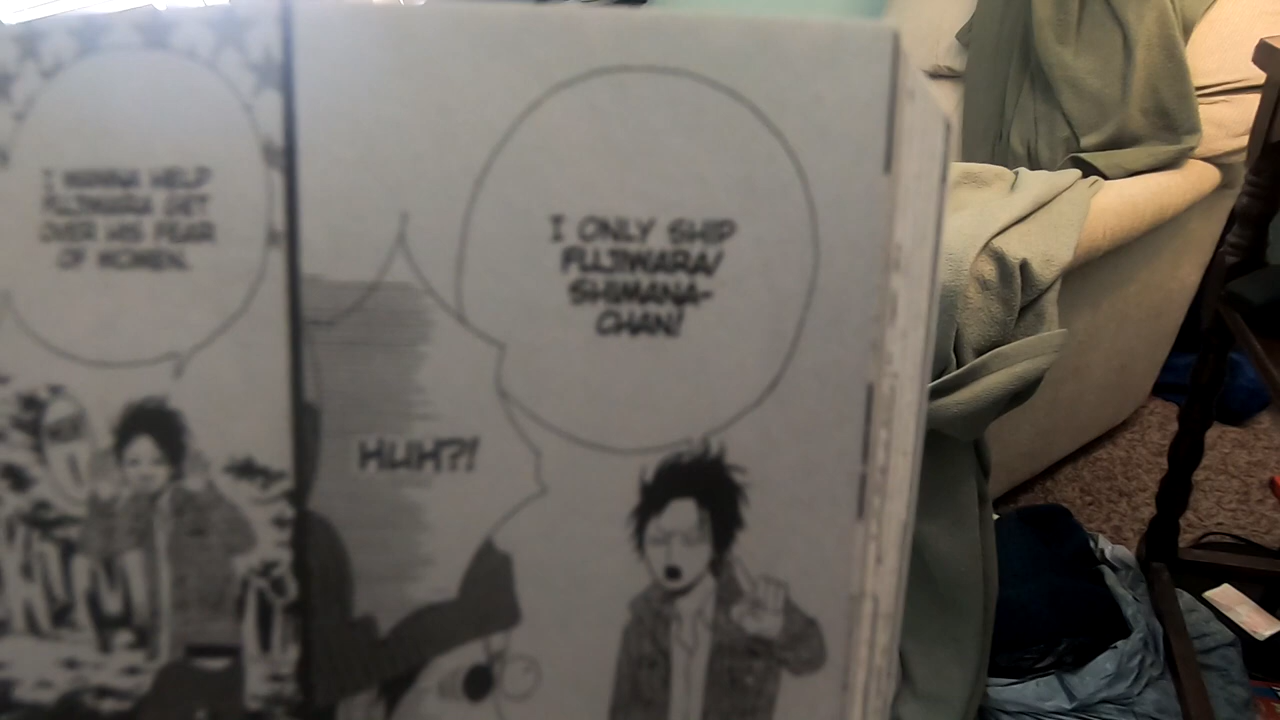 I ONLY SHIP
FUJIWARA/
SHIMANA-
CHAN!
HUH?!
I WANNA HELP
FUJIWARA GET
OVER HIS FEAR
OF WOMEN.